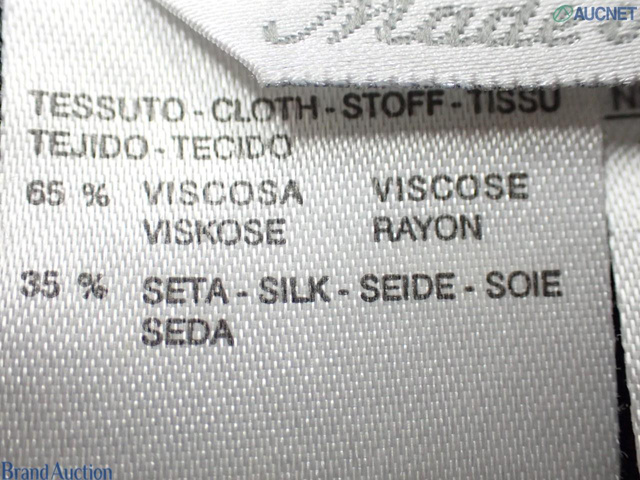 AUCNET
Made
TESSUTO - CLOTH - STOFF - TISSU
TEJIDO - TECIDO
65 % VISCOSA VISCOSE
VISKOSE RAYON
35 % SETA - SILK - SEIDE - SOIE
SEDA
Brand Auction